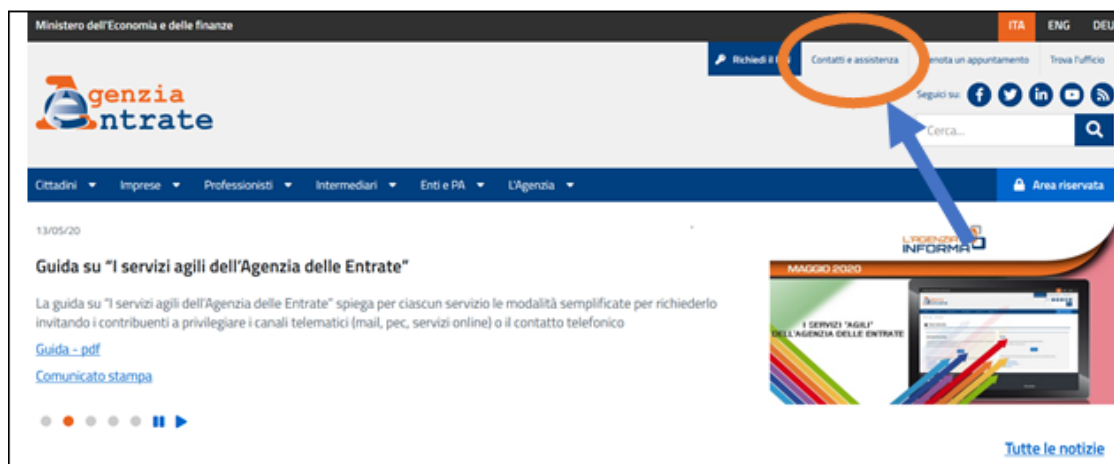 Ministero dell'Economia e delle finanze
ITA ENG DEU
Richiedi il Contatti e assistenza un appuntamento Trova l'ufficio
Agenzia
Entrate
Seguici su:
Cerca...
Cittadini Imprese Professionisti Intermediari Enti e PA L'Agenzia Area riservata
13/05/20
Guida su "I servizi agili dell'Agenzia delle Entrate"
La guida su "I servizi agili dell'Agenzia delle Entrate" spiega per ciascun servizio le modalità semplificate per richiederlo
invitando i contribuenti a privilegiare i canali telematici (mail, pec, servizi online) o il contatto telefonico
Guida - pdf
Comunicato stampa
L'AGENZIA
INFORMA
MAGGIO 2020
I SERVIZI "AGILI"
DELL'AGENZIA DELLE ENTRATE
Tutte le notizie